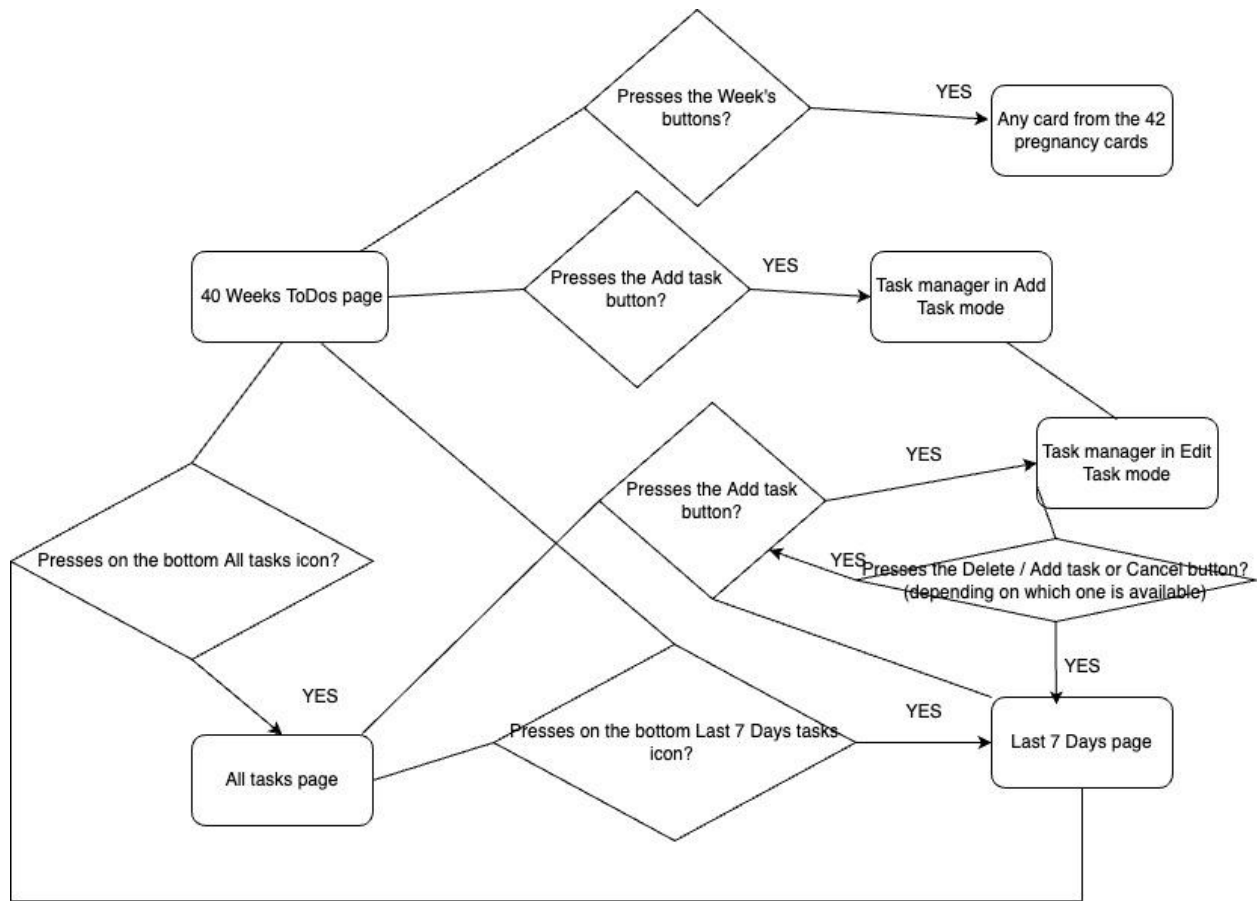 Presses the Week's
buttons?
YES
Any card from the 42
pregnancy cards
40 Weeks ToDos page
Presses the Add task
button?
YES
Task manager in Add
Task mode
Presses the Add task
button?
YES
Task manager in Edit
Task mode
Presses on the bottom All tasks icon?
YES
Presses the Delete / Add task or Cancel button?
(depending on which one is available)
YES
YES
All tasks page
Presses on the bottom Last 7 Days tasks
icon?
YES
Last 7 Days page